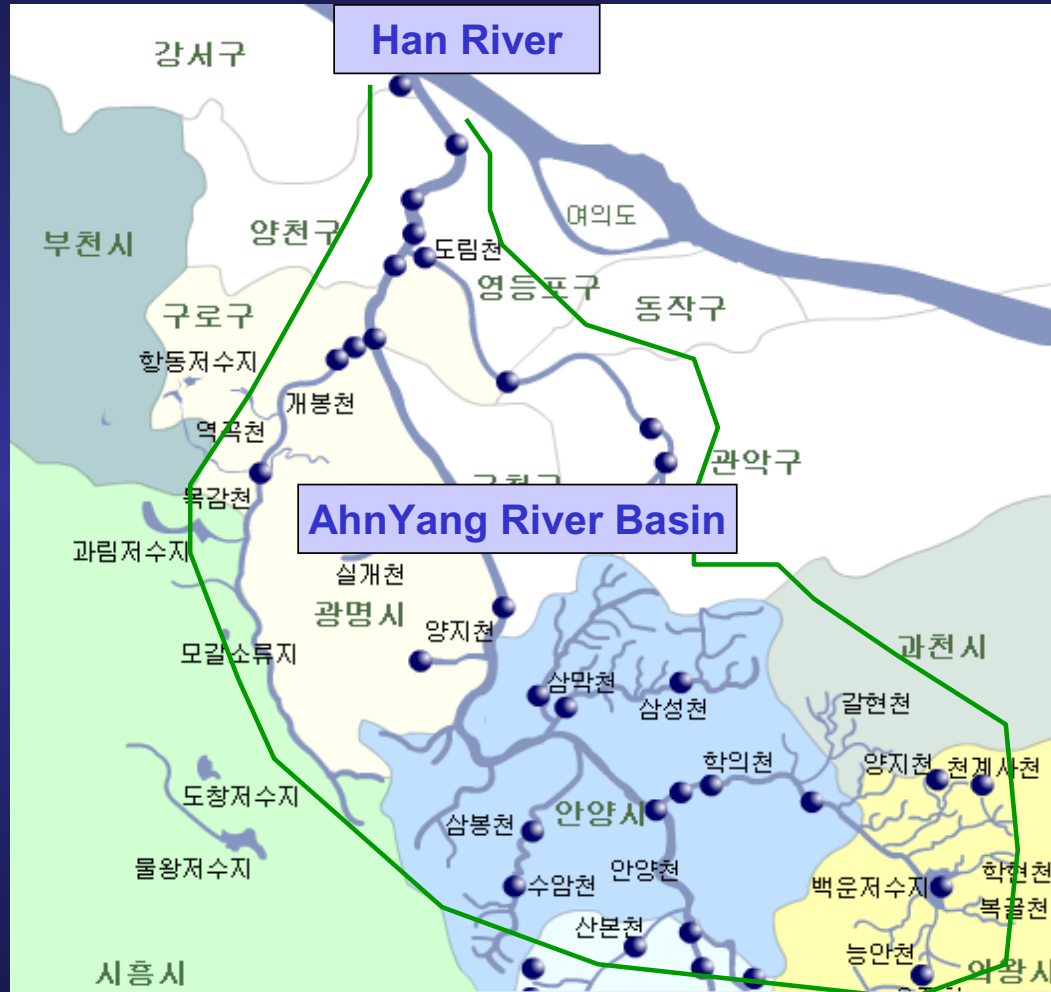 Han River
강서구
여의도
양천구
부천시
도림천
영등포구
동작구
구로구
항동저수지
개봉천
역곡천
관악구
목감천
AhnYang River Basin
과림저수지
실개천
광명시
양지천
과천시
모갈소류지
삼막천
삼성천
갈현천
학의천
양지천
천계사천
도창저수지
안양시
삼봉천
물왕저수지
안양천
학현천
수암천
백운저수지
복골천
산본천
능안천
시흥시
의왕시